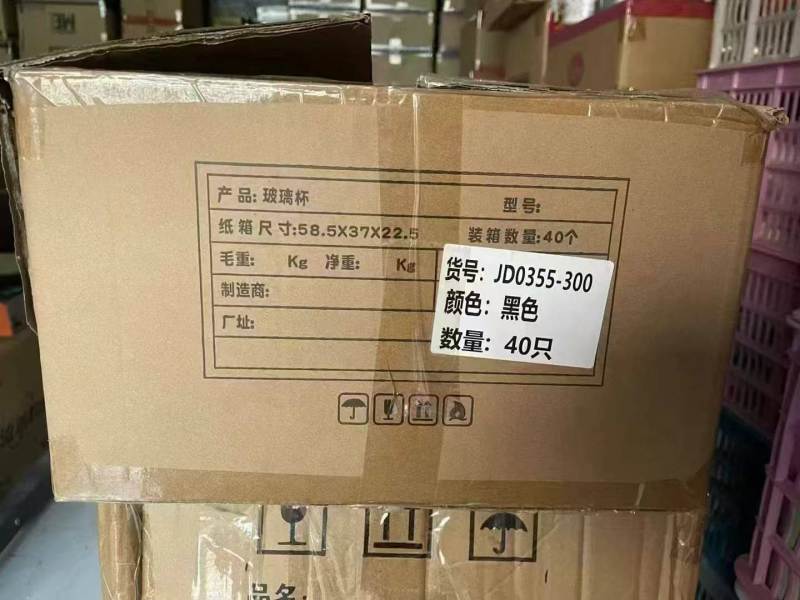 产品: 玻璃杯 型号:
纸箱尺寸:58.5X37X22.5 装箱数量:40个
毛重: Kg 净重: Kg
制造商:
厂址:
货号: JD0355-300
颜色: 黑色
数量: 40只
品名: